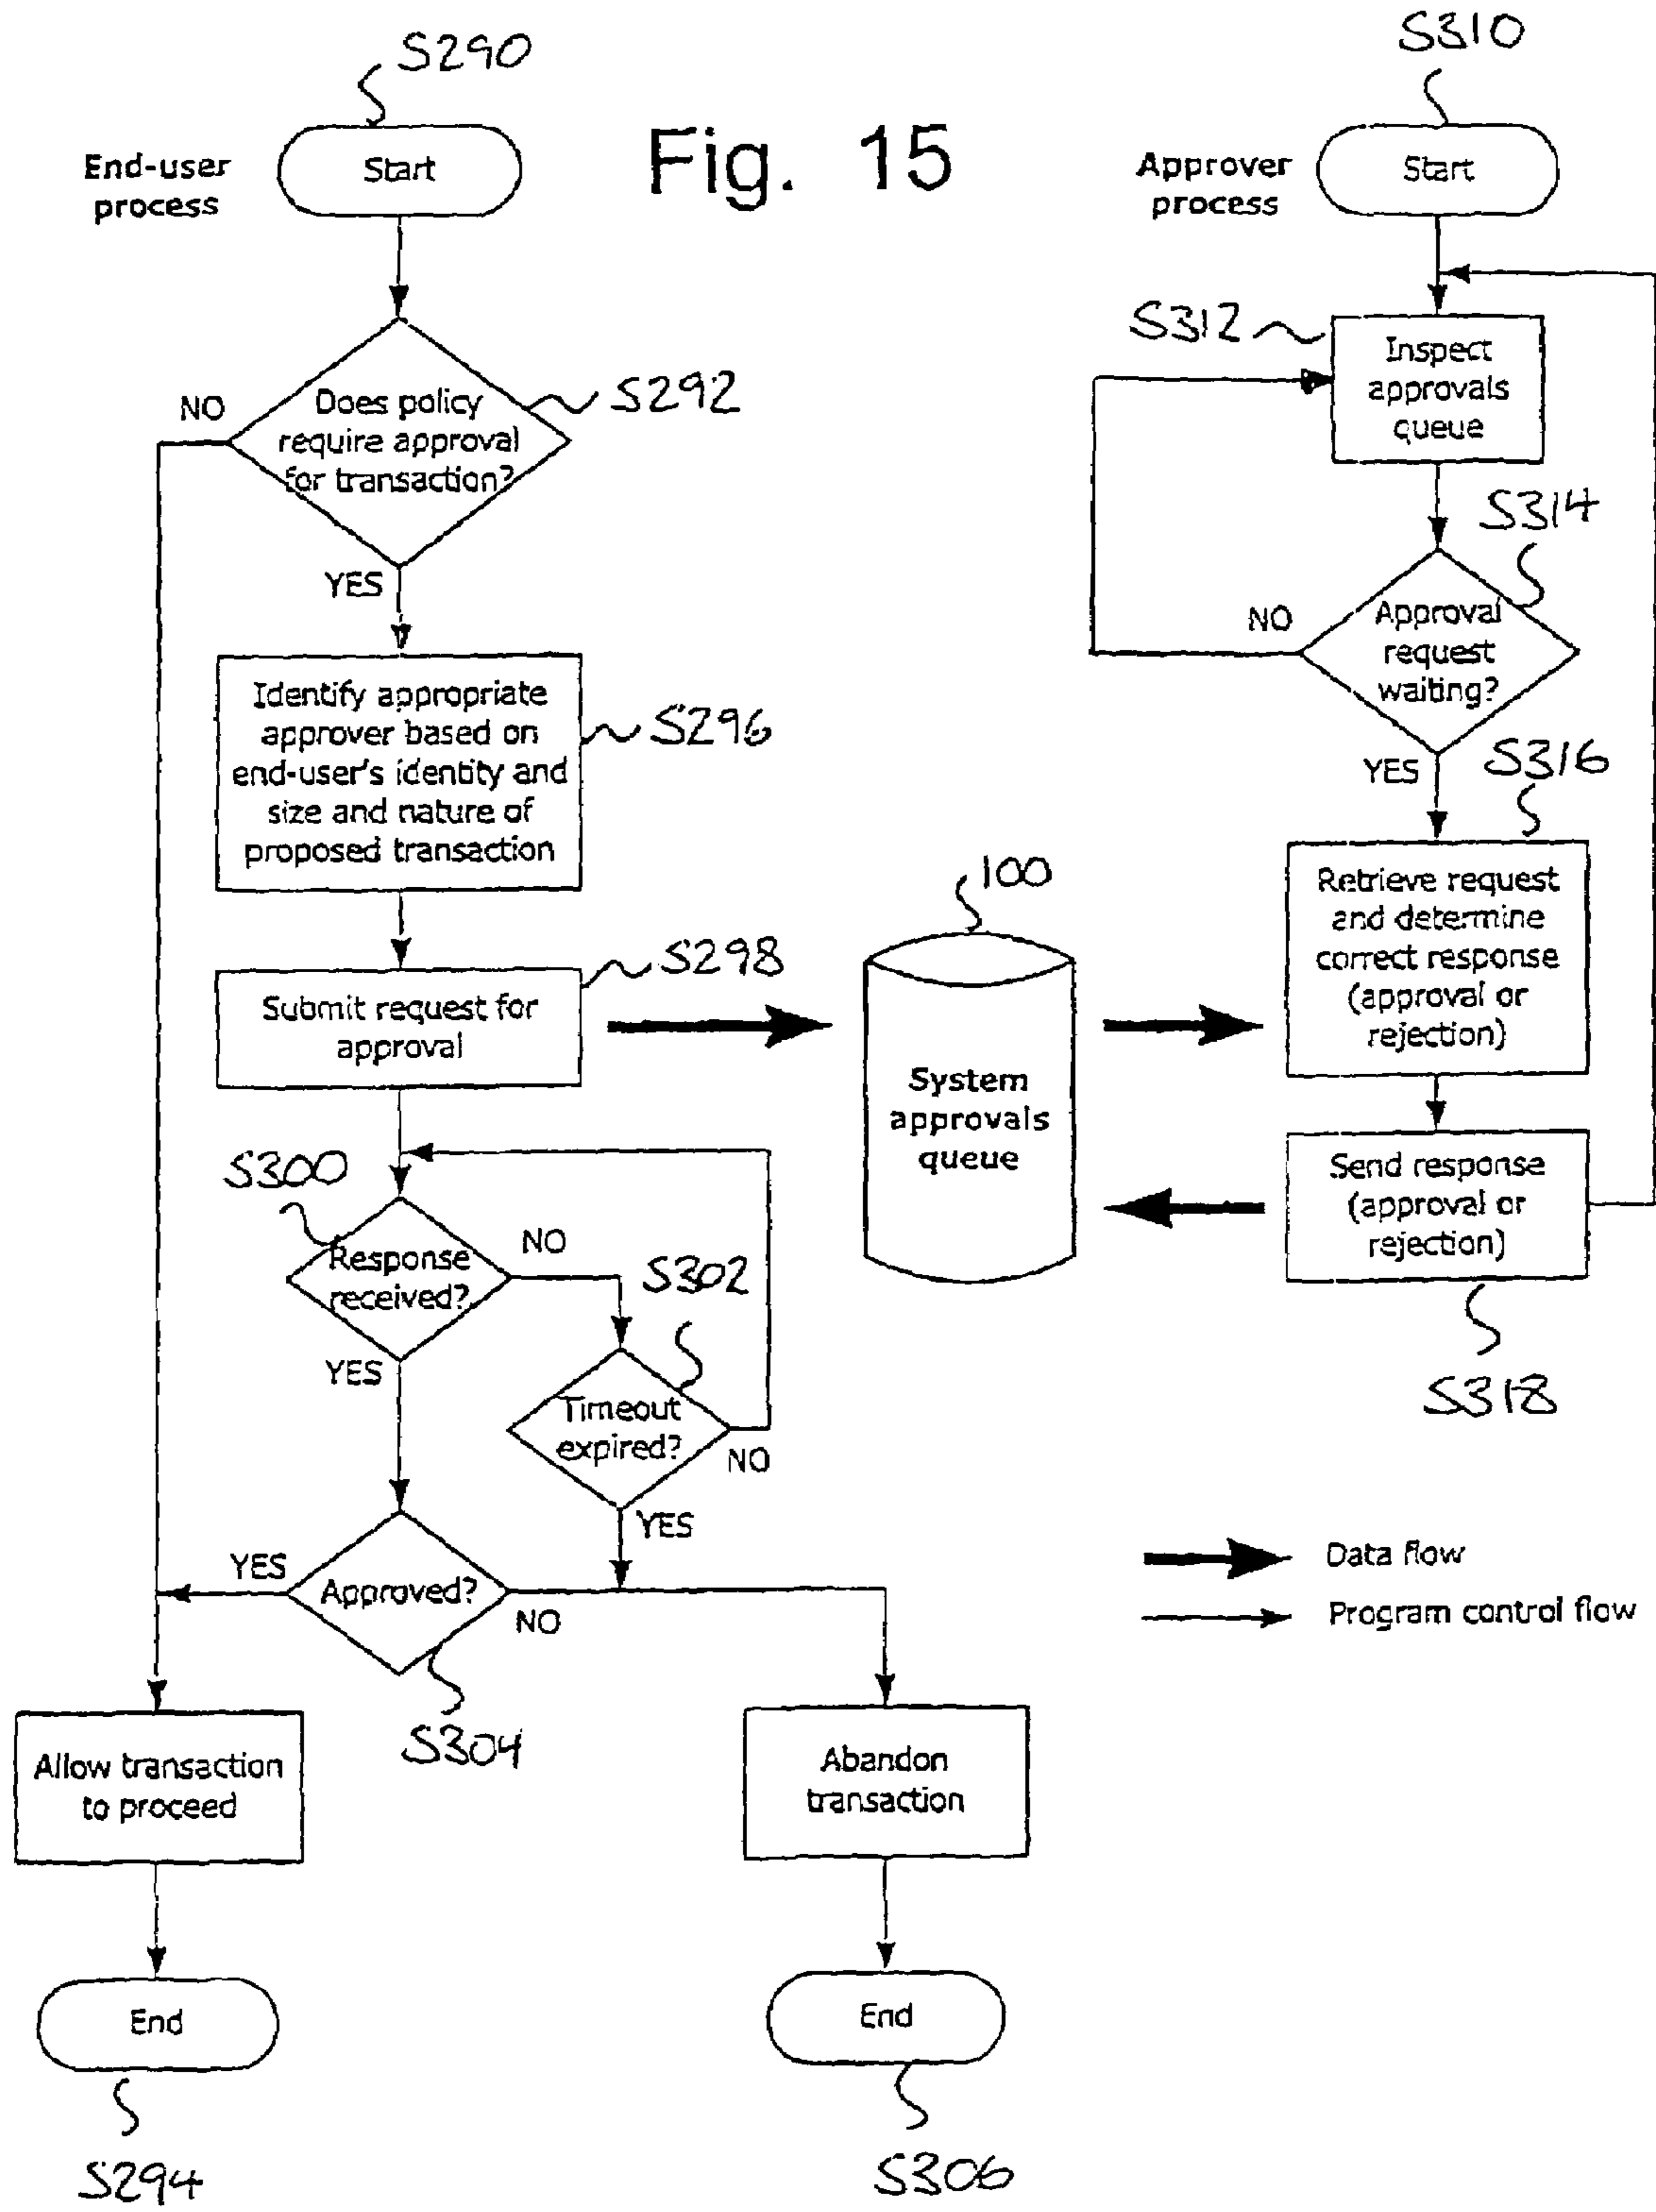 Fig. 15
S290
End-user
process
Start
S292
Does policy
require approval
for transaction?
NO
YES
S296
Identify appropriate
approver based on
end-user's identity and
size and nature of
proposed transaction
S298
Submit request for
approval
S300
Response
received?
NO
YES
S302
Timeout
expired?
NO
YES
Approved?
YES
NO
S304
Allow transaction
to proceed
End
S294
Abandon
transaction
End
S306
100
System
approvals
queue
S310
Approver
process
Start
S312
Inspect
approvals
queue
S314
Approval
request
waiting?
NO
YES
S316
Retrieve request
and determine
correct response
(approval or
rejection)
Send response
(approval or
rejection)
S318
Data flow
Program control flow